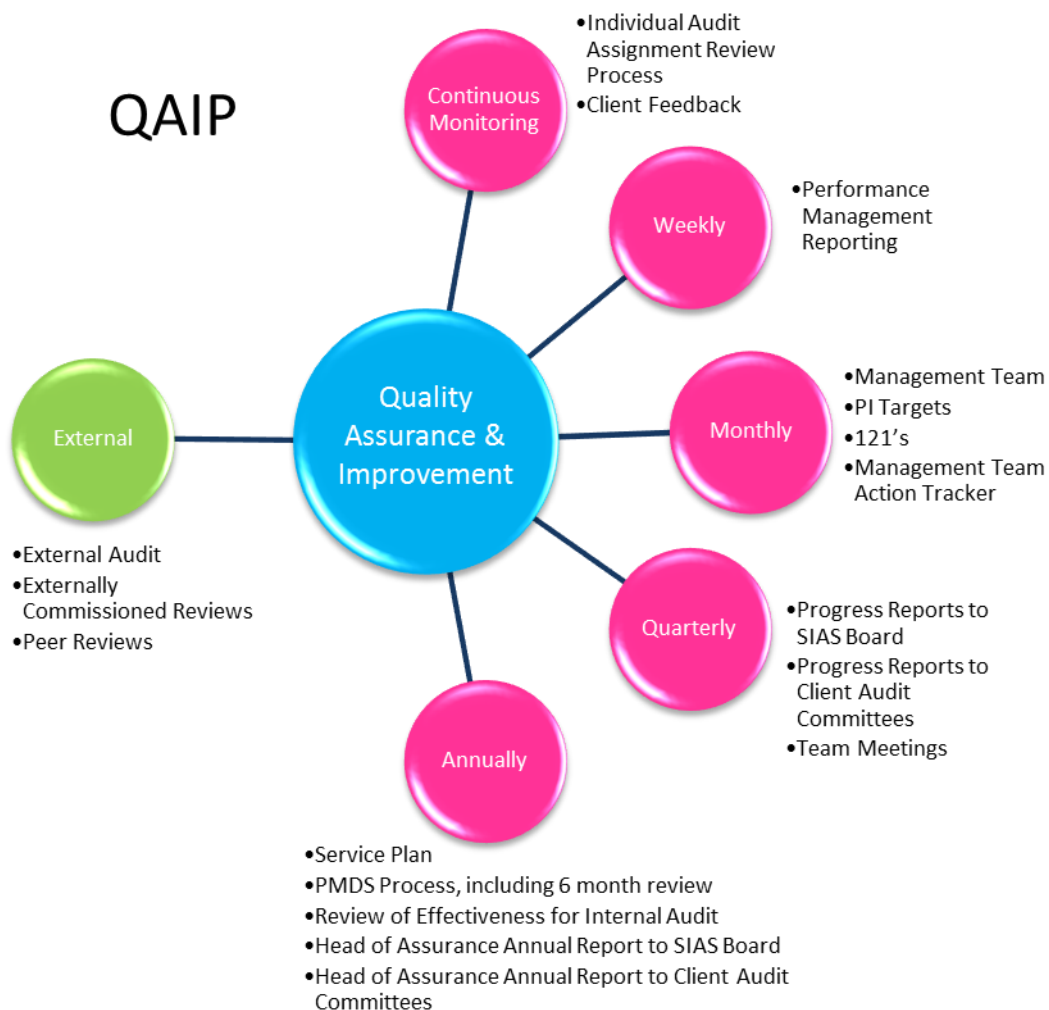 QAIP
Continuous
Monitoring
•Individual Audit
Assignment Review
Process
•Client Feedback
Weekly
•Performance
Management
Reporting
Monthly
•Management Team
•PI Targets
•121’s
•Management Team
Action Tracker
Quality
Assurance &
Improvement
External
•External Audit
•Externally
Commissioned Reviews
•Peer Reviews
Quarterly
•Progress Reports to
SIAS Board
•Progress Reports to
Client Audit
Committees
•Team Meetings
Annually
•Service Plan
•PMDS Process, including 6 month review
•Review of Effectiveness for Internal Audit
•Head of Assurance Annual Report to SIAS Board
•Head of Assurance Annual Report to Client Audit
Committees